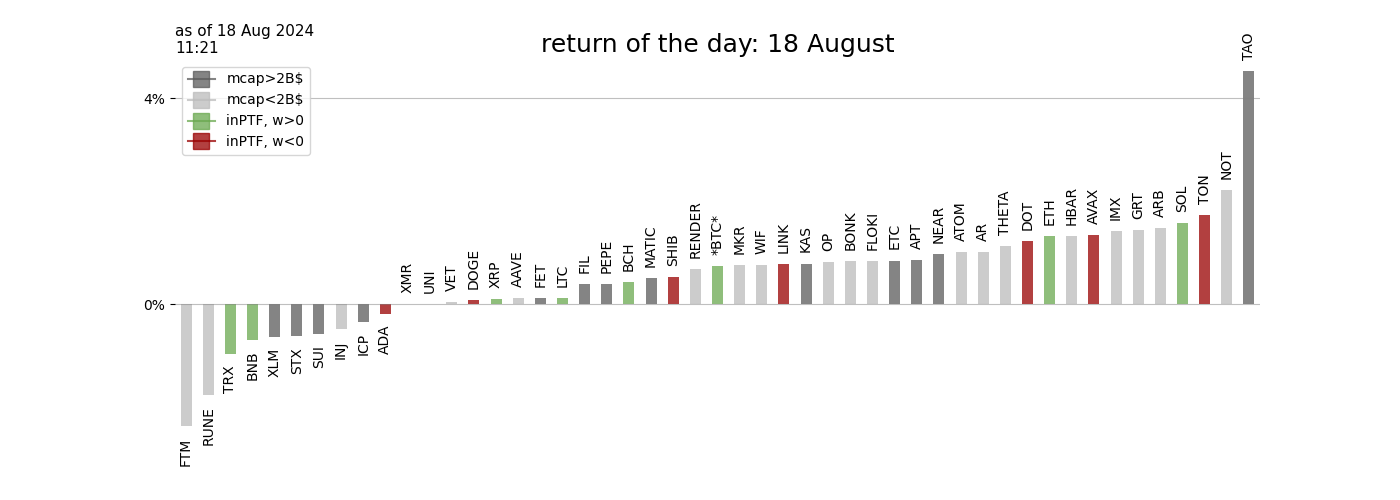 as of 18 Aug 2024
11:21
return of the day: 18 August
mcap>2B$
mcap<2B$
inPTF, w>0
inPTF, w<0
4%
0%
FTM
RUNE
TRX
BNB
XLM
STX
SUI
INJ
ICP
ADA
XMR
UNI
VET
DOGE
XRP
AAVE
FET
LTC
FIL
PEPE
BCH
MATIC
SHIB
RENDER
*BTC*
MKR
WIF
LINK
KAS
OP
BONK
FLOKI
ETC
APT
NEAR
ATOM
AR
THETA
DOT
ETH
HBAR
AVAX
IMX
GRT
ARB
SOL
TON
NOT
TAO